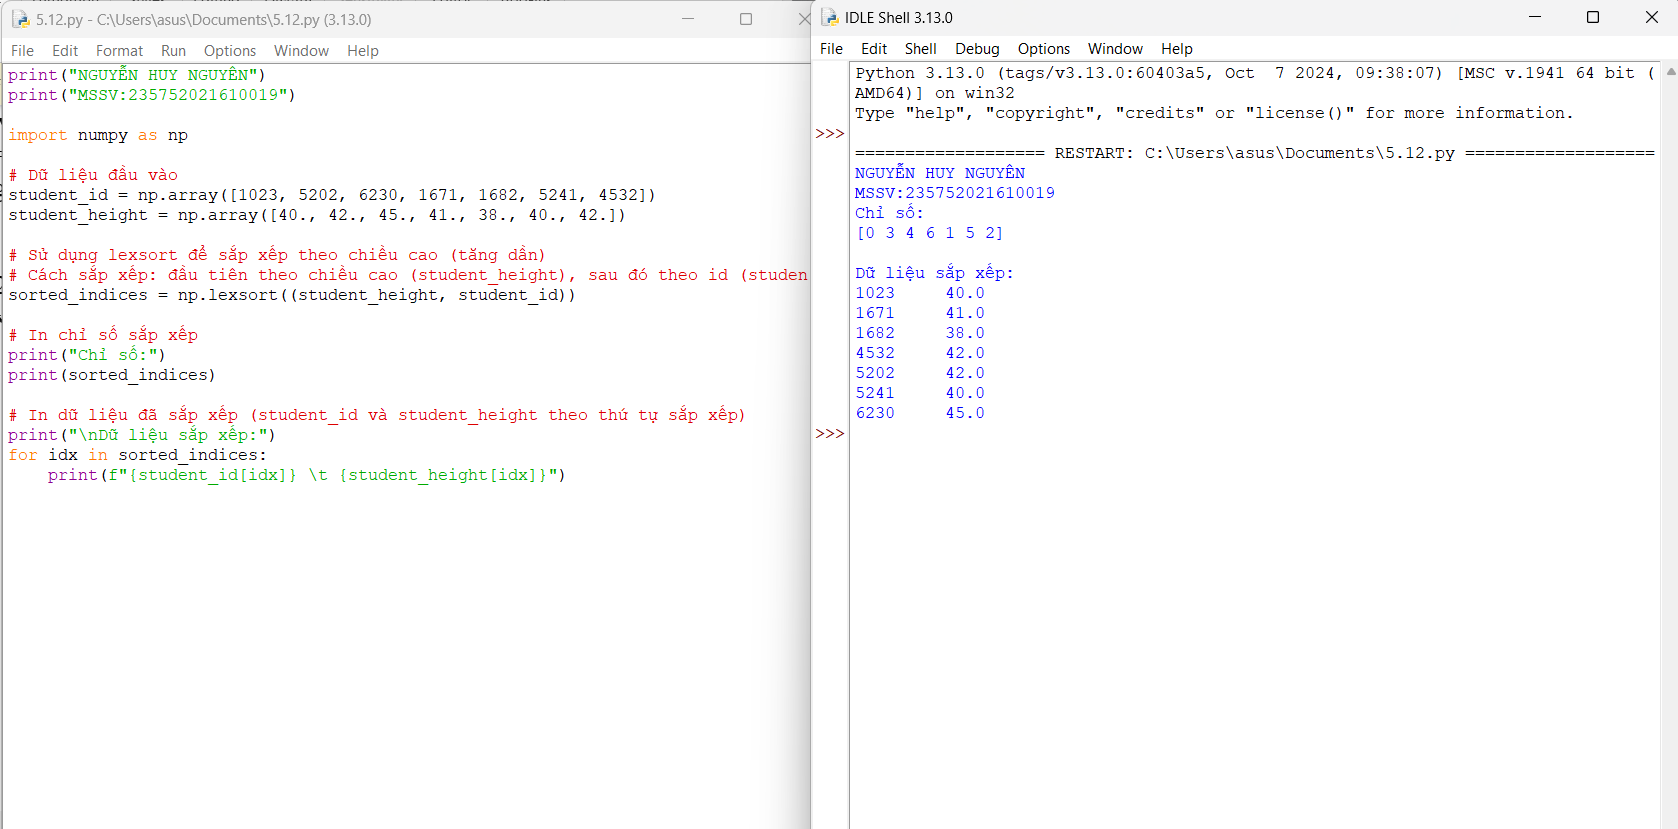 5.12.py - C:\Users\asus\Documents\5.12.py (3.13.0)
File Edit Format Run Options Window Help
print("NGUYỄN HUY NGUYÊN")
print("MSSV:235752021610019")
import numpy as np
# Dữ liệu đầu vào
student_id = np.array([1023, 5202, 6230, 1671, 1682, 5241, 4532])
student_height = np.array([40., 42., 45., 41., 38., 40., 42.])
# Sử dụng lexsort để sắp xếp theo chiều cao (tăng dần)
# Cách sắp xếp: đầu tiên theo chiều cao (student_height), sau đó theo id (studen
sorted_indices = np.lexsort((student_height, student_id))
# In chỉ số sắp xếp
print("Chỉ số:")
print(sorted_indices)
# In dữ liệu đã sắp xếp (student_id và student_height theo thứ tự sắp xếp)
print("\nDữ liệu sắp xếp:")
for idx in sorted_indices:
    print(f"{student_id[idx]} \t {student_height[idx]}")
IDLE Shell 3.13.0
File Edit Shell Debug Options Window Help
Python 3.13.0 (tags/v3.13.0:60403a5, Oct  7 2024, 09:38:07) [MSC v.1941 64 bit (
AMD64)] on win32
Type "help", "copyright", "credits" or "license()" for more information.
>>>
=================== RESTART: C:\Users\asus\Documents\5.12.py ===================
NGUYỄN HUY NGUYÊN
MSSV:235752021610019
Chỉ số:
[0 3 4 6 1 5 2]
Dữ liệu sắp xếp:
1023 40.0
1671 41.0
1682 38.0
4532 42.0
5202 42.0
5241 40.0
6230 45.0
>>>